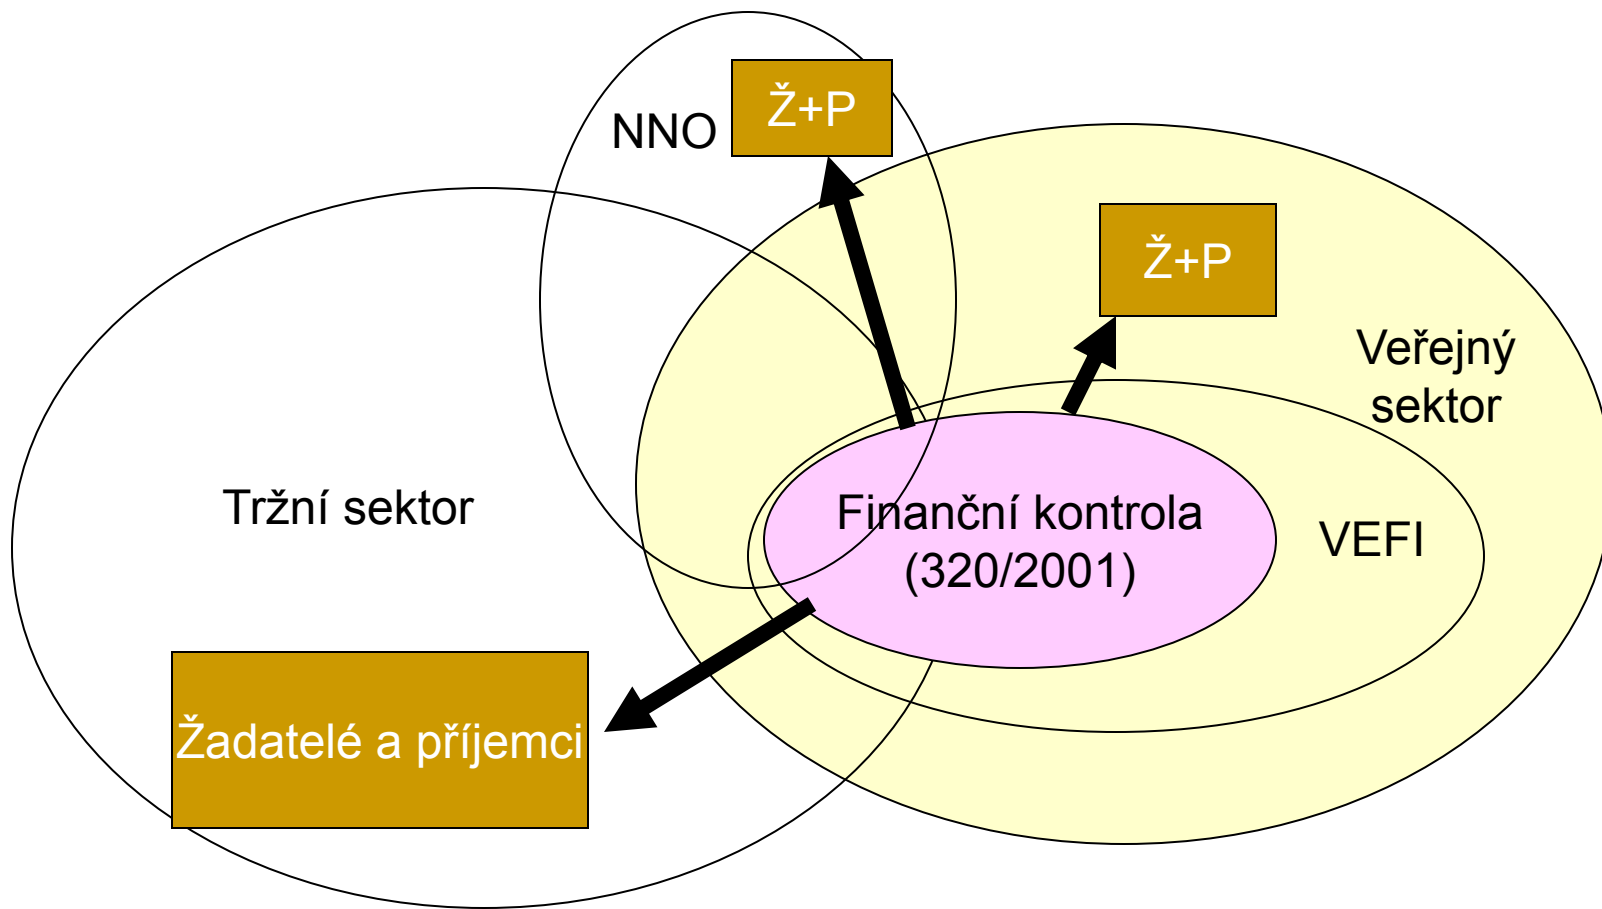 NNO
Ž+P
Ž+P
Veřejný
sektor
Tržní sektor
Finanční kontrola
(320/2001)
VEFI
Žadatelé a příjemci